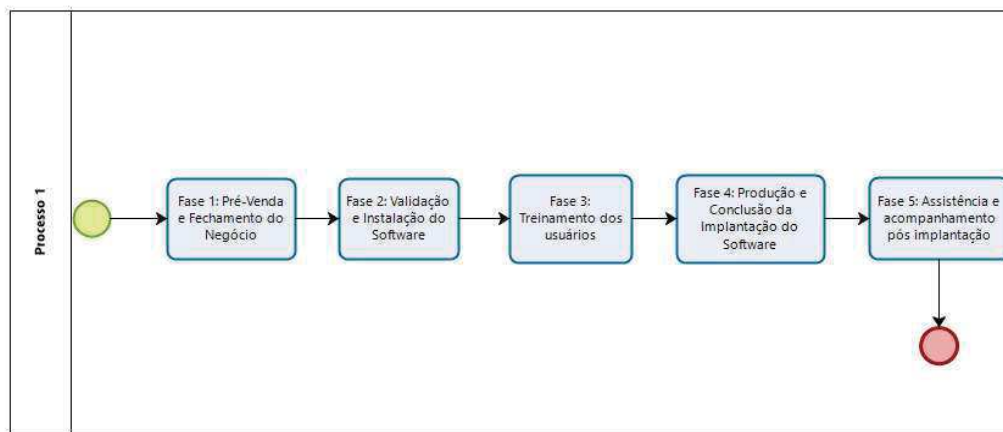 Processo 1
Fase 1: Pré-Venda
e Fechamento do
Negócio
Fase 2: Validação
e Instalação do
Software
Fase 3:
Treinamento dos
usuários
Fase 4: Produção e
Conclusão da
Implantação do
Software
Fase 5: Assistência e
acompanhamento
pós implantação